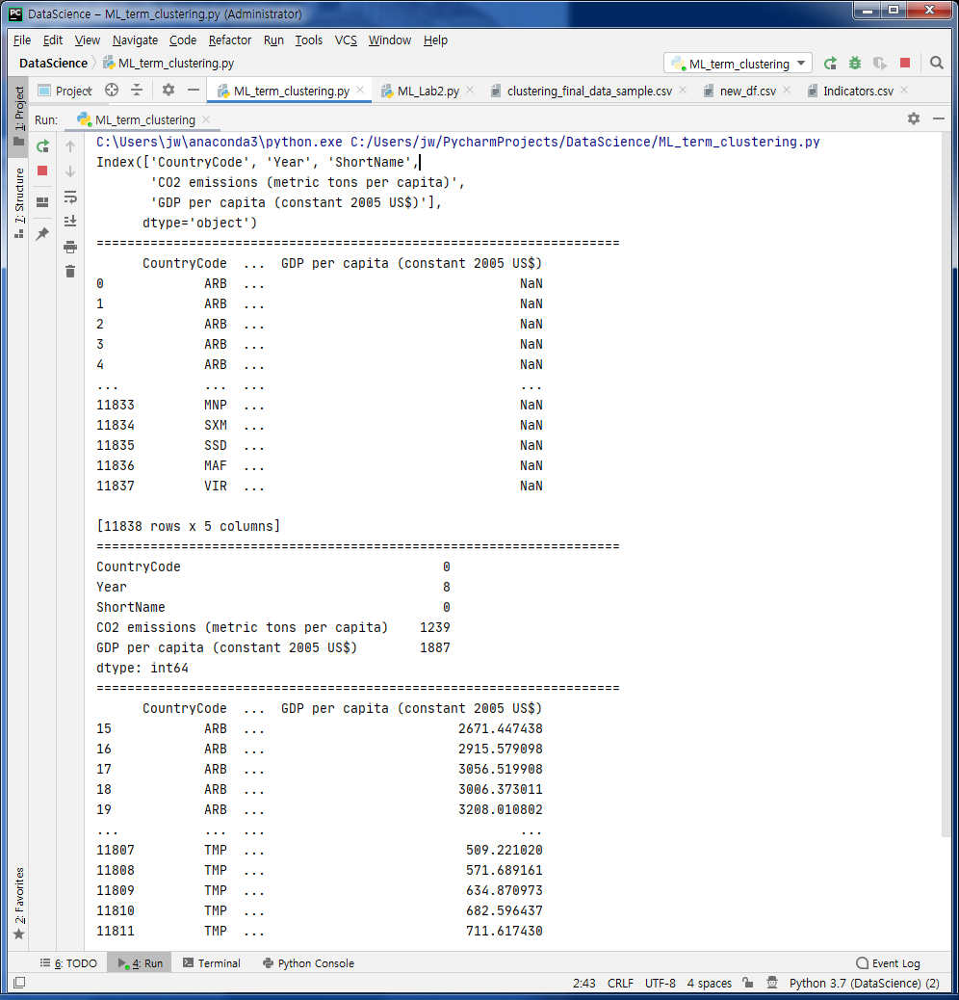 DataScience – ML_term_clustering.py (Administrator)
File Edit View Navigate Code Refactor Run Tools VCS Window Help
DataScience ML_term_clustering.py ML_term_clustering
1: Project
Project ML_term_clustering.py ML_Lab2.py clustering_final_data_sample.csv new_df.csv Indicators.csv
Run: ML_term_clustering
7: Structure
2: Favorites
C:\Users\jw\anaconda3\python.exe C:/Users/jw/PycharmProjects/DataScience/ML_term_clustering.py
Index(['CountryCode', 'Year', 'ShortName',
       'CO2 emissions (metric tons per capita)',
       'GDP per capita (constant 2005 US$)'],
      dtype='object')
====================================================================
      CountryCode  ...  GDP per capita (constant 2005 US$)
0             ARB  ...                                 NaN
1             ARB  ...                                 NaN
2             ARB  ...                                 NaN
3             ARB  ...                                 NaN
4             ARB  ...                                 NaN
...           ...  ...                                 ...
11833         MNP  ...                                 NaN
11834         SXM  ...                                 NaN
11835         SSD  ...                                 NaN
11836         MAF  ...                                 NaN
11837         VIR  ...                                 NaN
[11838 rows x 5 columns]
====================================================================
CountryCode                                  0
Year                                         8
ShortName                                    0
CO2 emissions (metric tons per capita)    1239
GDP per capita (constant 2005 US$)        1887
dtype: int64
====================================================================
      CountryCode  ...  GDP per capita (constant 2005 US$)
15            ARB  ...                         2671.447438
16            ARB  ...                         2915.579098
17            ARB  ...                         3056.519908
18            ARB  ...                         3006.373011
19            ARB  ...                         3208.010802
...           ...  ...                                 ...
11807         TMP  ...                          509.221020
11808         TMP  ...                          571.689161
11809         TMP  ...                          634.870973
11810         TMP  ...                          682.596437
11811         TMP  ...                          711.617430
6: TODO 4: Run Terminal Python Console Event Log
2:43 CRLF UTF-8 4 spaces Python 3.7 (DataScience) (2)